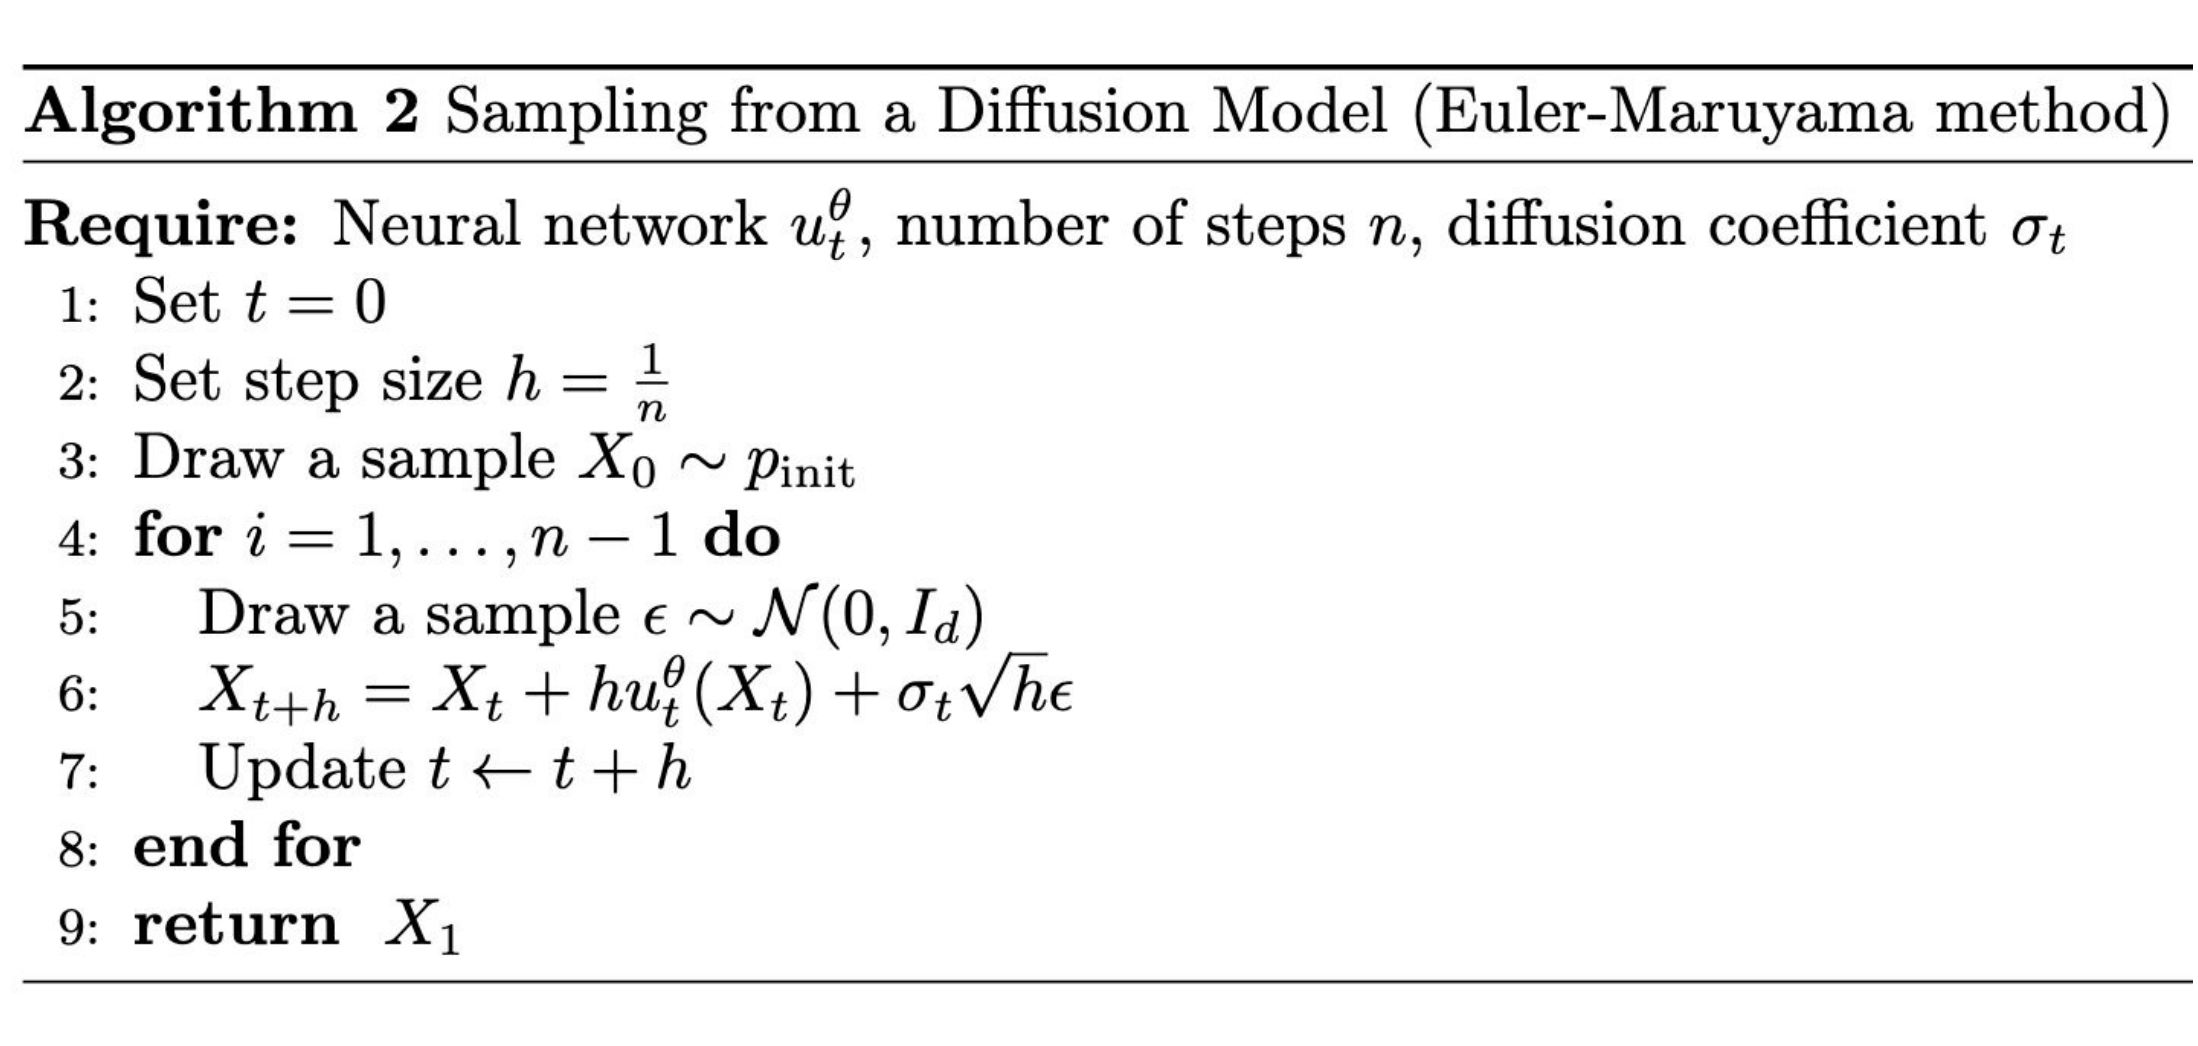 Algorithm 2 Sampling from a Diffusion Model (Euler-Maruyama method)
Require: Neural network $u_t^\theta$, number of steps $n$, diffusion coefficient $\sigma_t$
1: Set $t = 0$
2: Set step size $h = \frac{1}{n}$
3: Draw a sample $X_0 \sim p_{\text{init}}$
4: for $i = 1, \ldots, n - 1$ do
5: Draw a sample $\epsilon \sim \mathcal{N}(0, I_d)$
6: $X_{t+h} = X_t + h u_t^\theta(X_t) + \sigma_t \sqrt{h} \epsilon$
7: Update $t \leftarrow t + h$
8: end for
9: return $X_1$